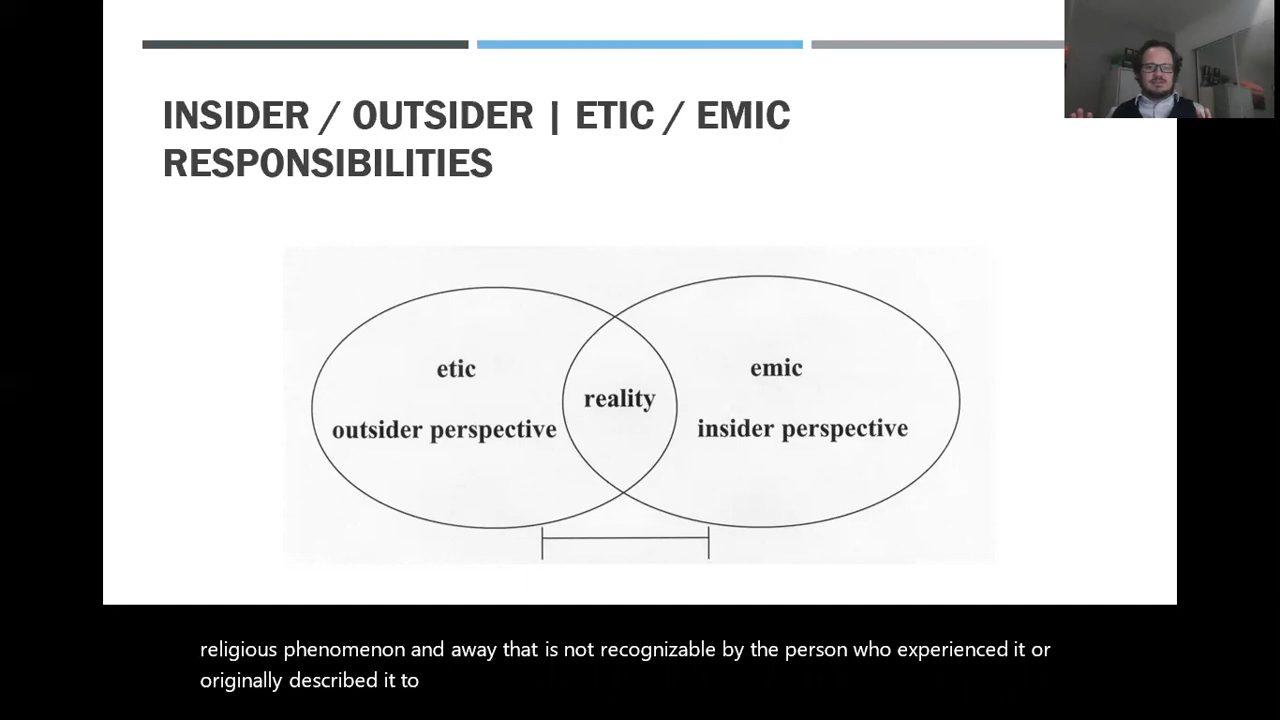 INSIDER / OUTSIDER | ETIC / EMIC
RESPONSIBILITIES
etic
outsider perspective
reality
emic
insider perspective
religious phenomenon and away that is not recognizable by the person who experienced it or
originally described it to